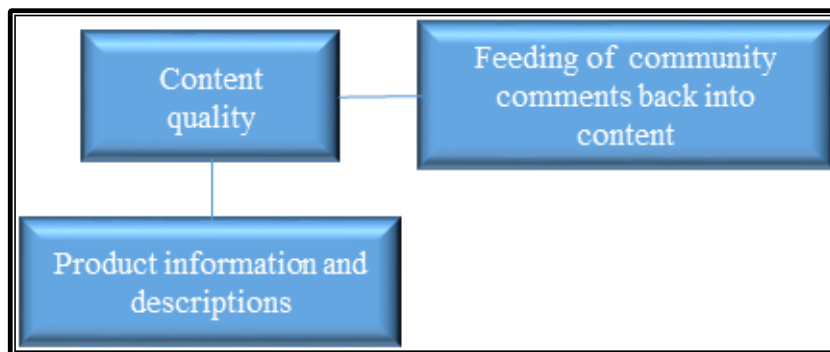 Content
quality
Feeding of community
comments back into
content
Product information and
descriptions